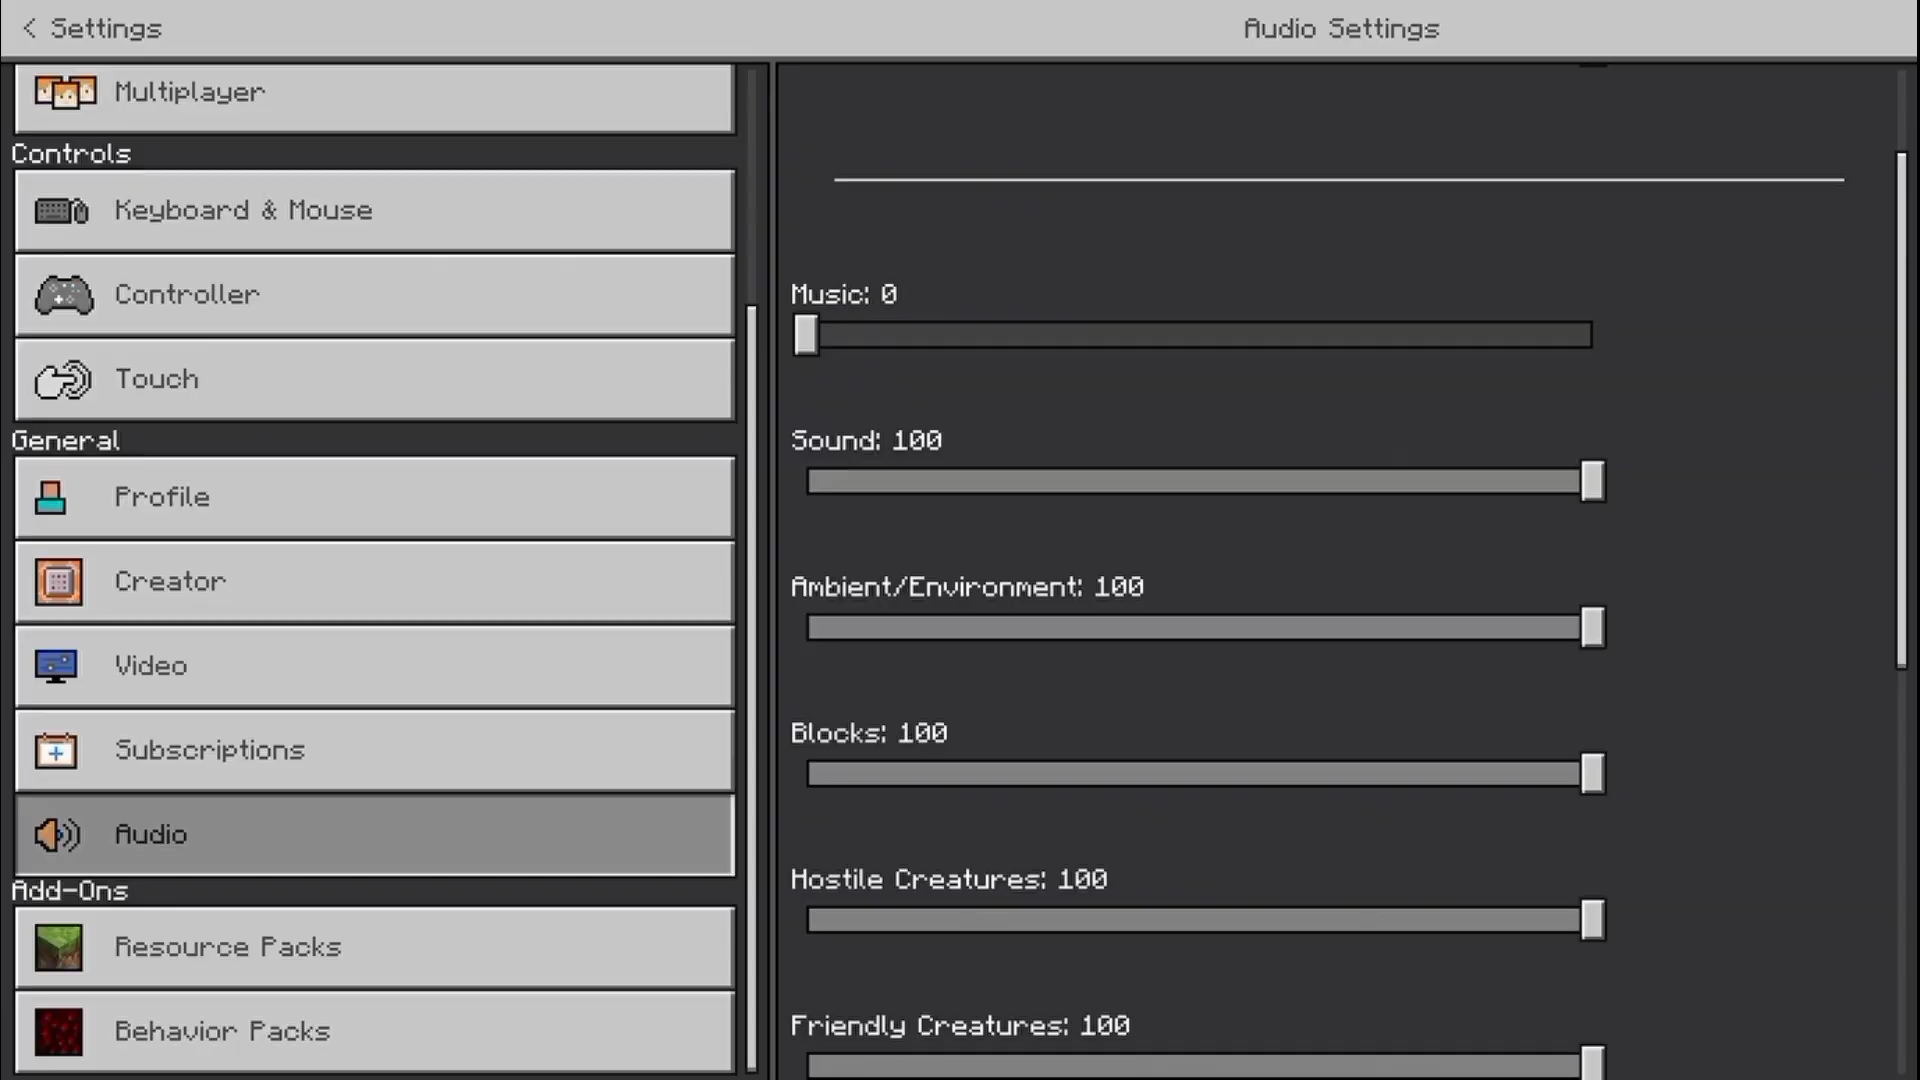 Settings
Audio Settings
Multiplayer
Controls
Keyboard & Mouse
Controller
Touch
General
Profile
Creator
Video
Subscriptions
Audio
Add-Ons
Resource Packs
Behavior Packs
Music: 0
Sound: 100
Ambient/Environment: 100
Blocks: 100
Hostile Creatures: 100
Friendly Creatures: 100